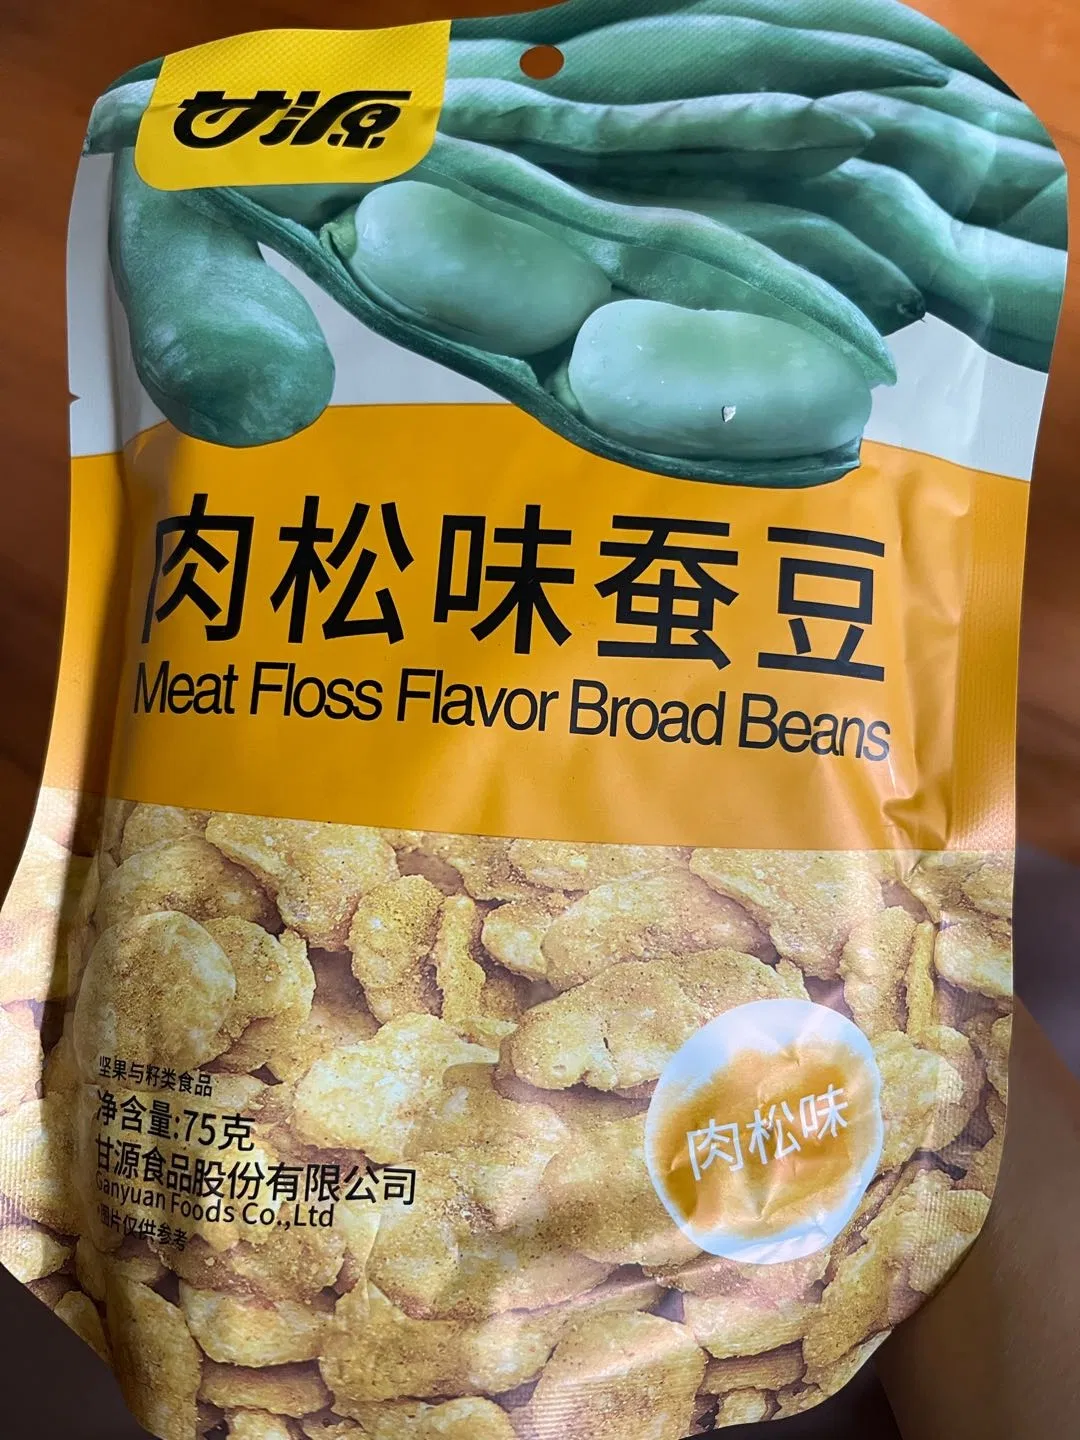 甘源
肉松味蚕豆
Meat Floss Flavor Broad Beans
坚果与籽类食品
净含量:75克
甘源食品股份有限公司
Ganyuan Foods Co.,Ltd
*图片仅供参考
肉松味